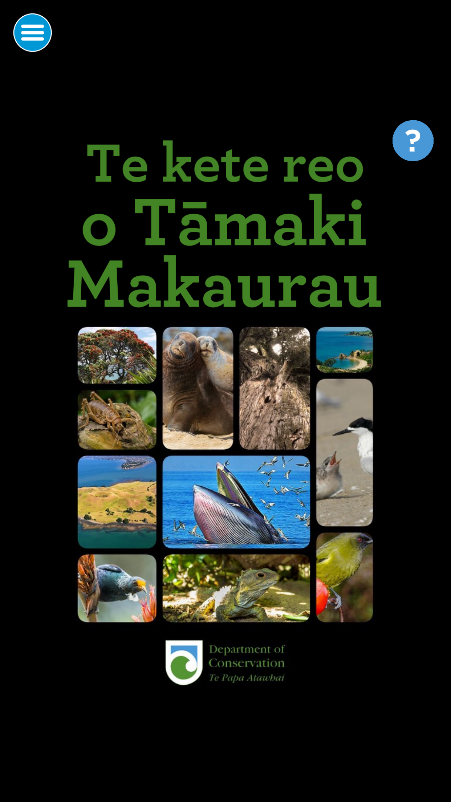 ?
Te kete reo
o Tāmaki
Makaurau
Department of
Conservation
Te Papa Atawhai